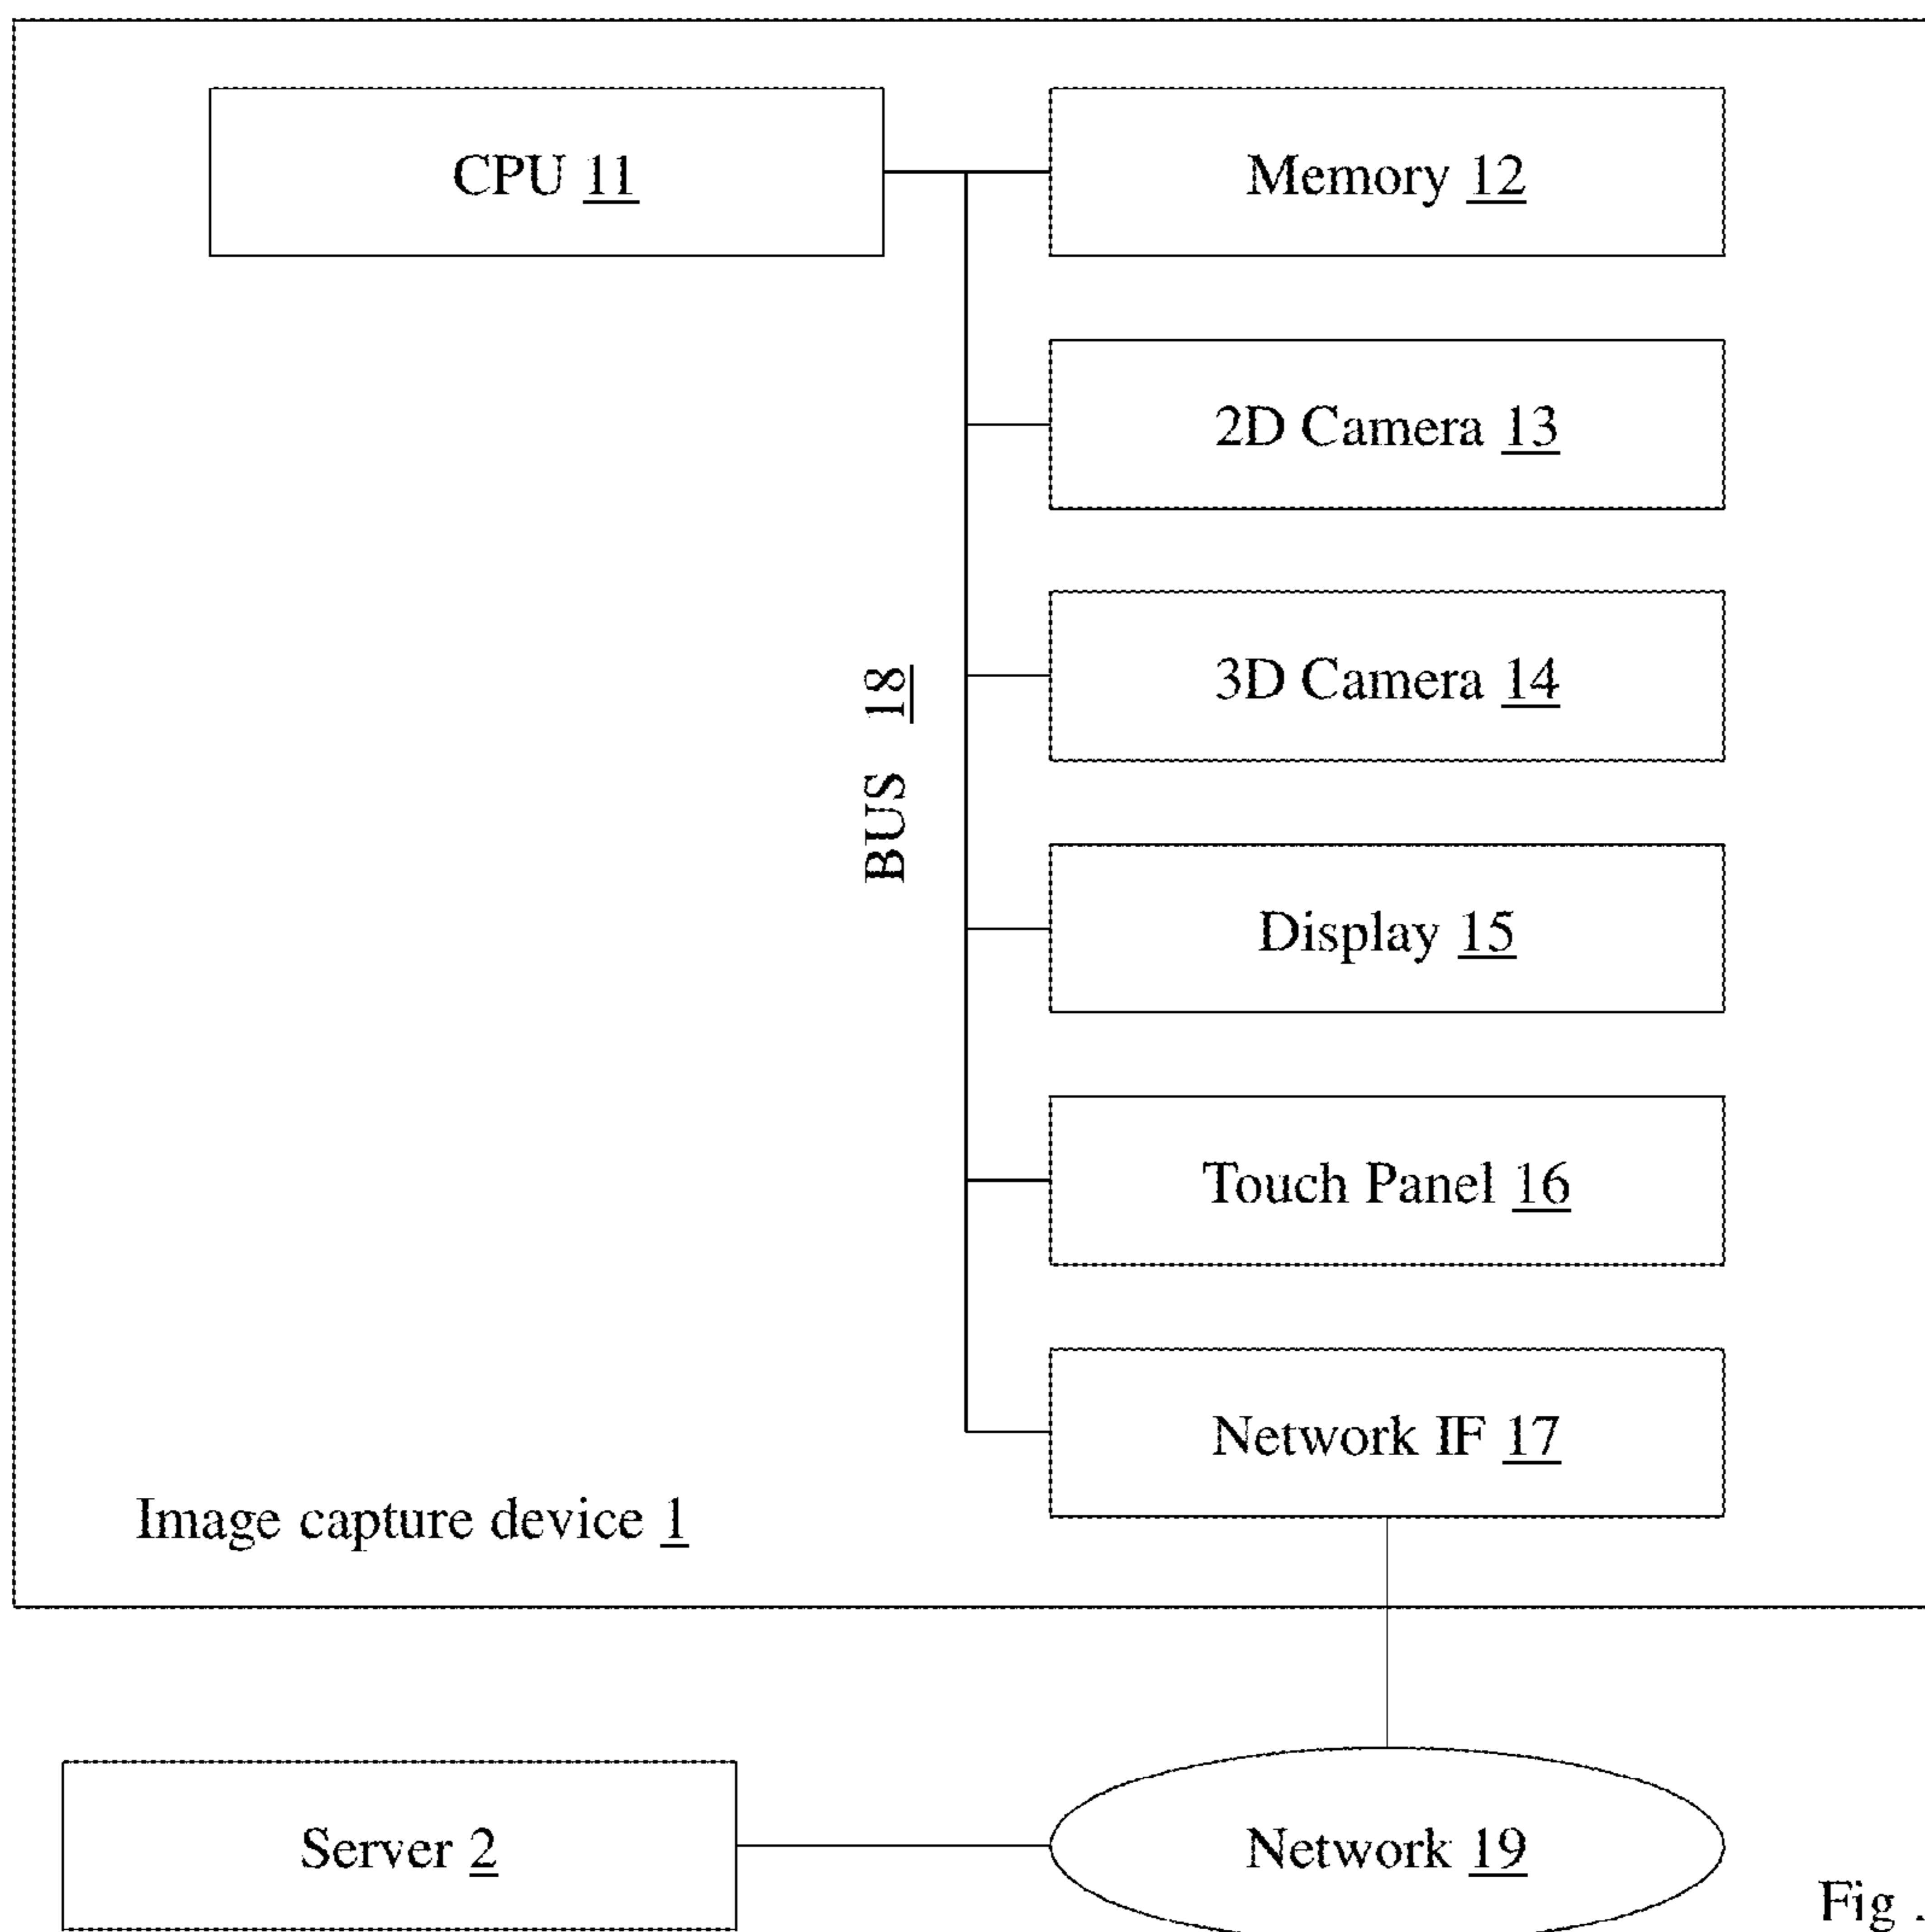 CPU 11
Memory 12
2D Camera 13
3D Camera 14
BUS 18
Display 15
Touch Panel 16
Network IF 17
Image capture device 1
Server 2
Network 19
Fig .